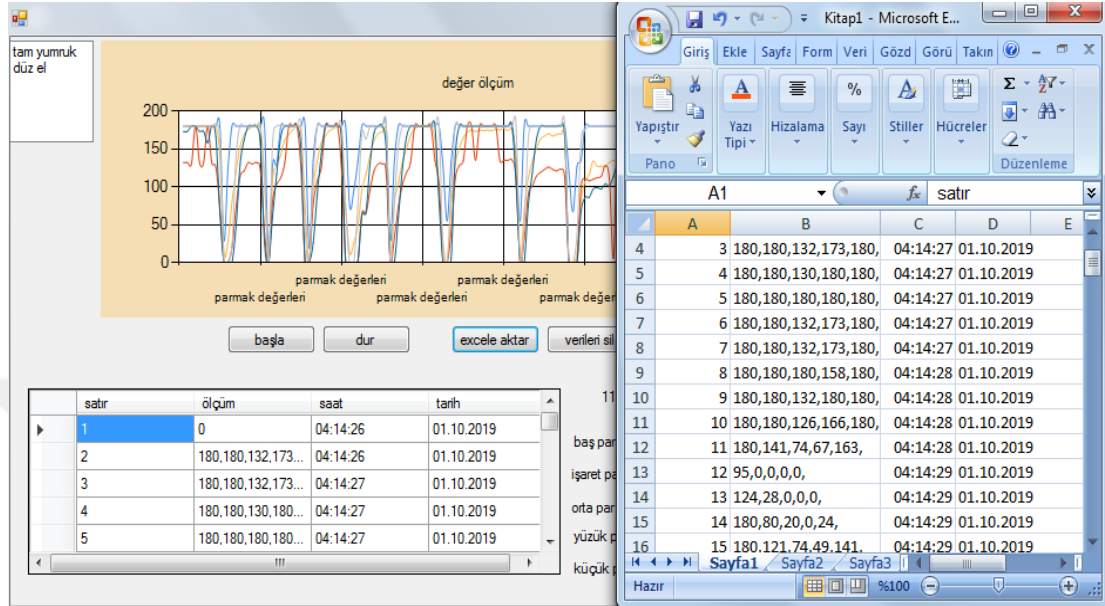 tam yumruk
düz el
değer ölçüm
200
150
100
50
0
parmak değerleri
parmak değerleri
parmak değerleri
parmak değerleri
parmak değer
başla
dur
excele aktar
verileri sil
satır ölçüm saat tarih
1 0 04:14:26 01.10.2019
2 180,180,132,173... 04:14:26 01.10.2019
3 180,180,132,173... 04:14:27 01.10.2019
4 180,180,130,180... 04:14:27 01.10.2019
5 180,180,180,180... 04:14:27 01.10.2019
11
baş par
işaret pa
orta par
yüzük p
küçük p
Kitap1 - Microsoft E...
Giriş Ekle Sayfa Form Veri Gözd Görü Takın
Yapıştır
Pano
Yazı Tipi
Hizalama
Sayı
Stiller
Hücreler
Düzenleme
A1 fx satır
A B C D E
4 3 180,180,132,173,180, 04:14:27 01.10.2019
5 4 180,180,130,180,180, 04:14:27 01.10.2019
6 5 180,180,180,180,180, 04:14:27 01.10.2019
7 6 180,180,132,173,180, 04:14:27 01.10.2019
8 7 180,180,132,173,180, 04:14:27 01.10.2019
9 8 180,180,180,158,180, 04:14:28 01.10.2019
10 9 180,180,132,180,180, 04:14:28 01.10.2019
11 10 180,180,126,166,180, 04:14:28 01.10.2019
12 11 180,141,74,67,163, 04:14:28 01.10.2019
13 12 95,0,0,0,0, 04:14:29 01.10.2019
14 13 124,28,0,0,0, 04:14:29 01.10.2019
15 14 180,80,20,0,24, 04:14:29 01.10.2019
16 15 180,121,74,49,141, 04:14:29 01.10.2019
Sayfa1 Sayfa2 Sayfa3
Hazır %100